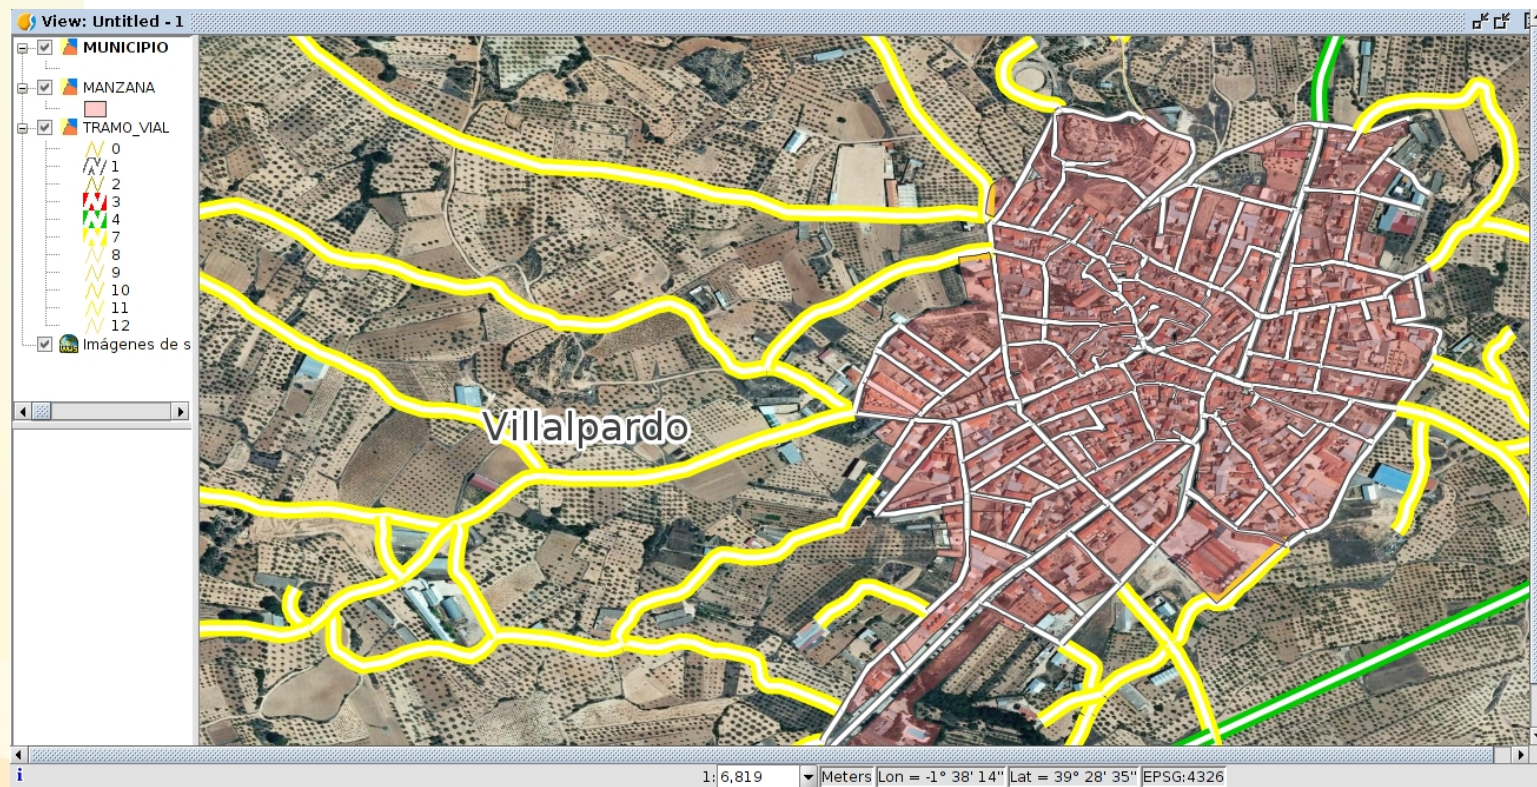 View: Untitled - 1
MUNICIPIO
MANZANA
TRAMO_VIAL
0
1
2
3
4
7
8
9
10
11
12
Imágenes de s
Villalpardo
1: 6,819 Meters Lon = -1° 38' 14" Lat = 39° 28' 35" EPSG:4326